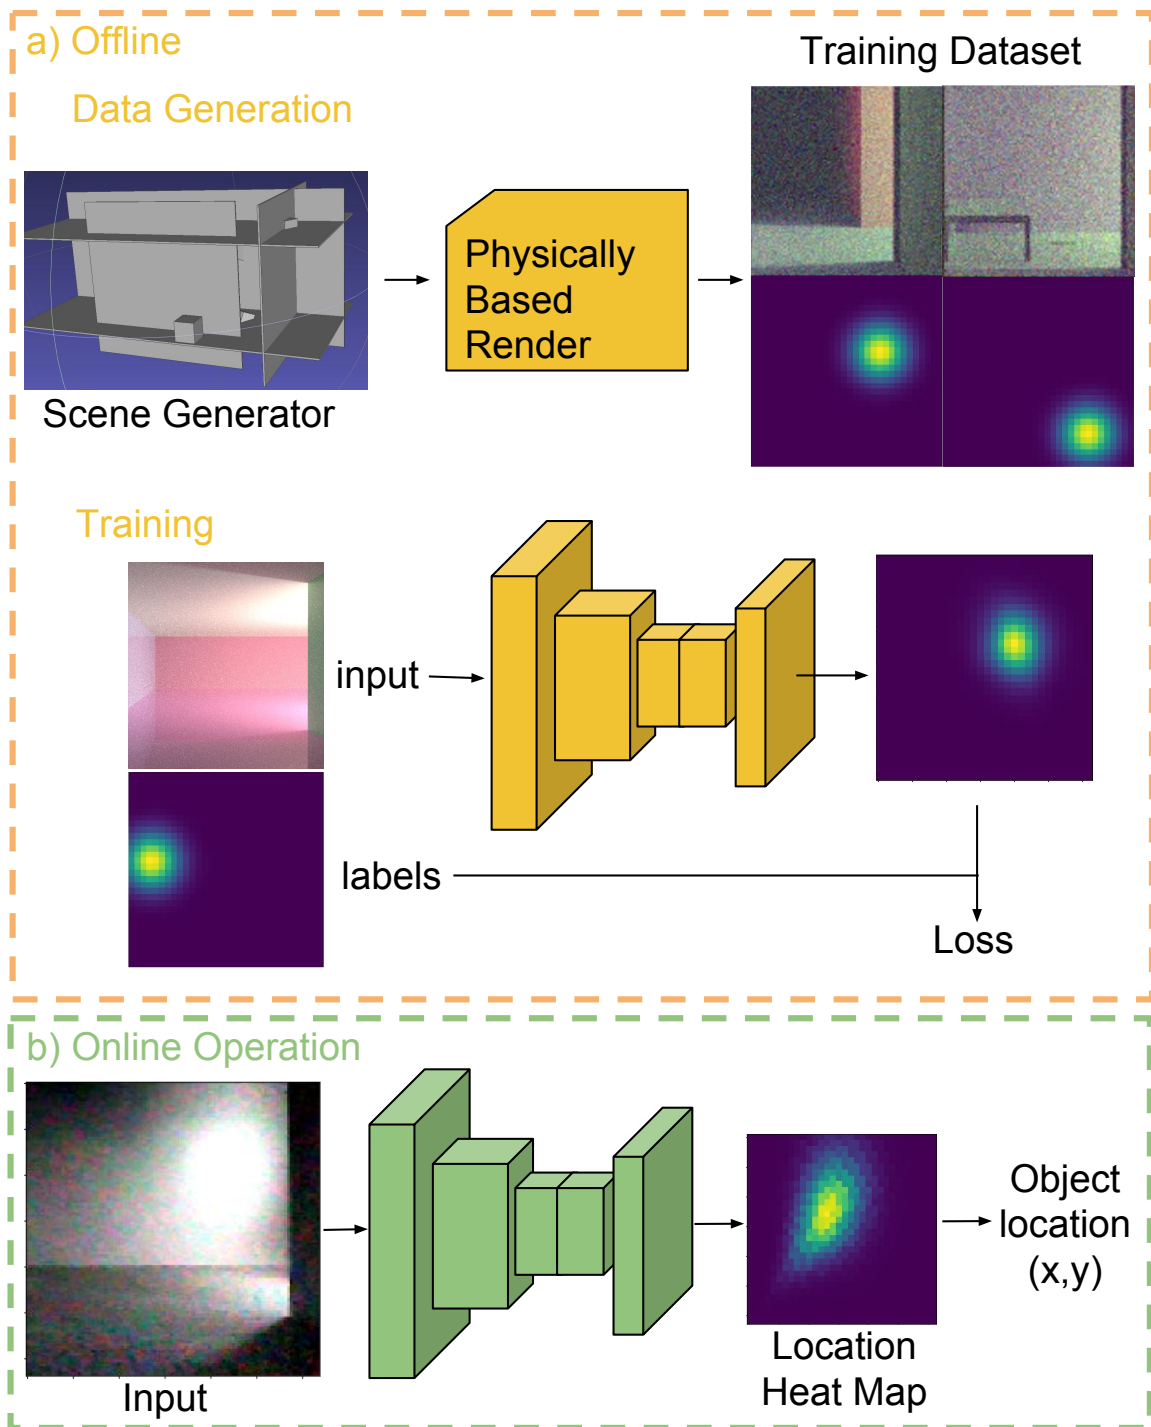 a) Offline
Data Generation
Training Dataset
Physically
Based
Render
Scene Generator
Training
input
labels
Loss
b) Online Operation
Input
Location
Heat Map
Object
location
(x,y)